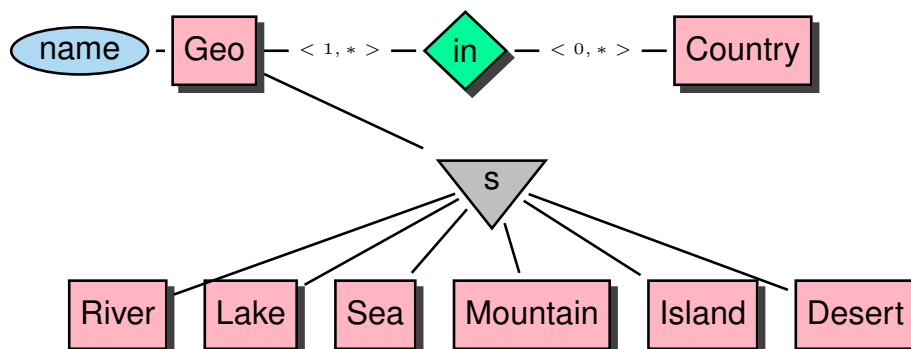 name Geo < 1, * > in < 0, * > Country
s
River Lake Sea Mountain Island Desert